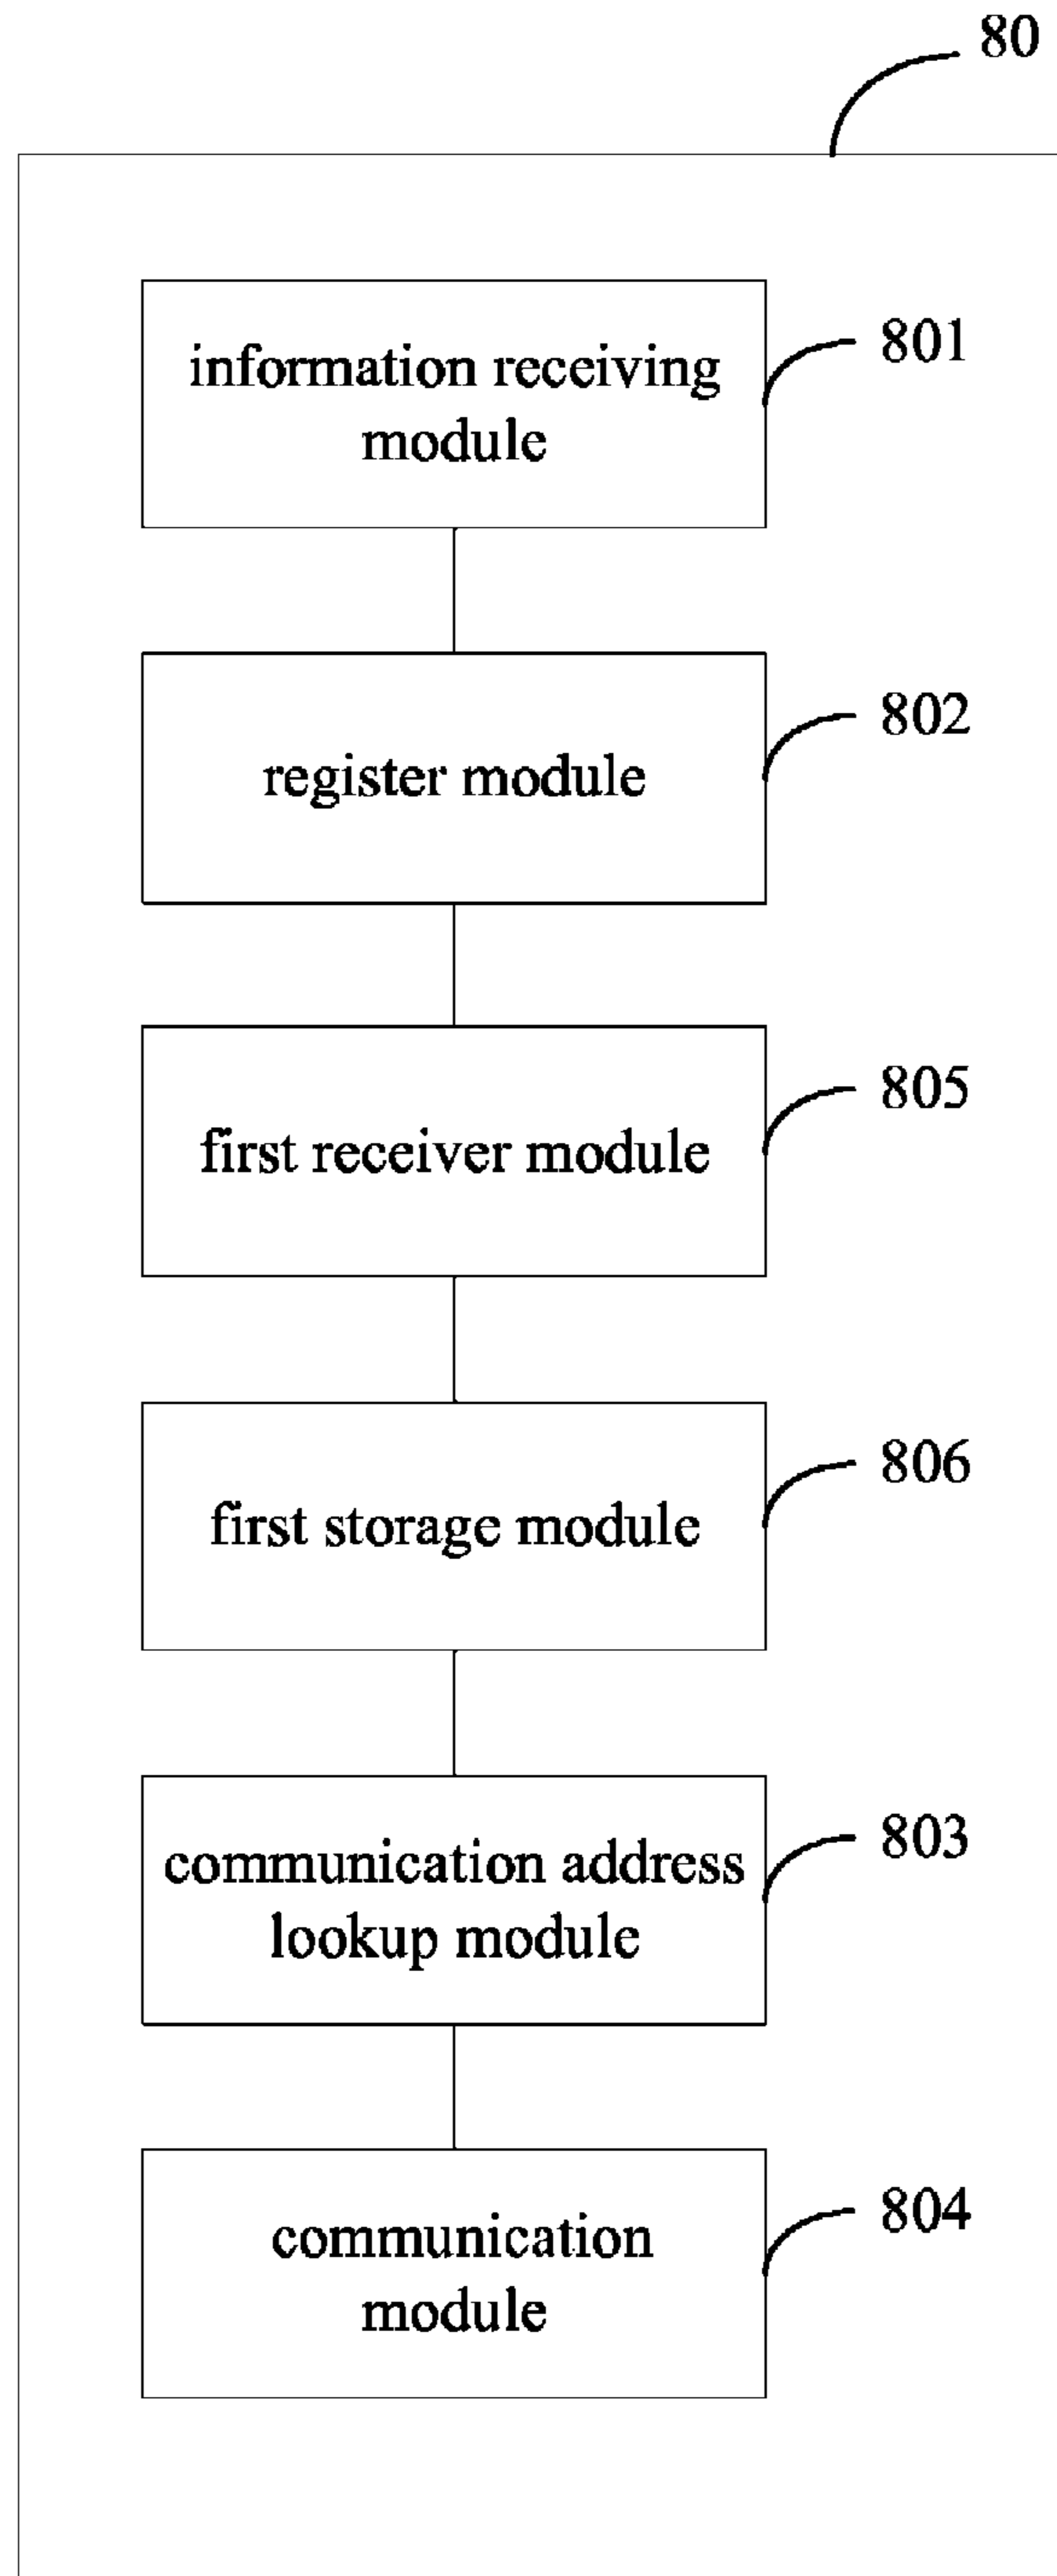 80
information receiving
module
801
register module
802
first receiver module
805
first storage module
806
communication address
lookup module
803
communication
module
804